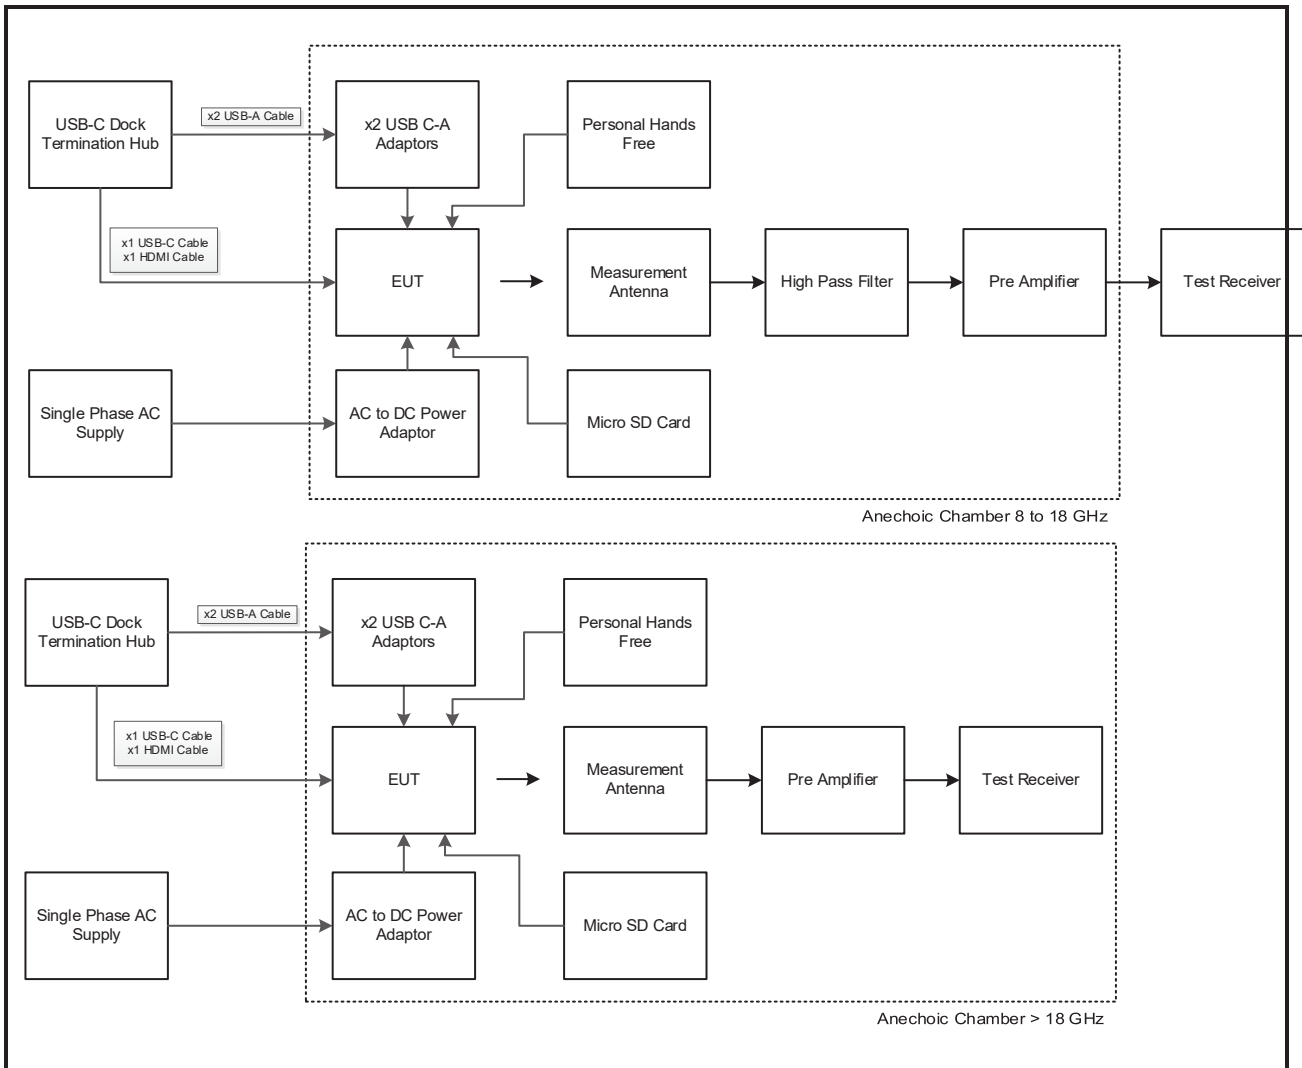 x2 USB-A Cable
USB-C Dock
Termination Hub
x2 USB C-A
Adaptors
Personal Hands
Free
x1 USB-C Cable
x1 HDMI Cable
EUT
Measurement
Antenna
High Pass Filter
Pre Amplifier
Test Receiver
Single Phase AC
Supply
AC to DC Power
Adaptor
Micro SD Card
Anechoic Chamber 8 to 18 GHz
x2 USB-A Cable
USB-C Dock
Termination Hub
x2 USB C-A
Adaptors
Personal Hands
Free
x1 USB-C Cable
x1 HDMI Cable
EUT
Measurement
Antenna
Pre Amplifier
Test Receiver
Single Phase AC
Supply
AC to DC Power
Adaptor
Micro SD Card
Anechoic Chamber > 18 GHz